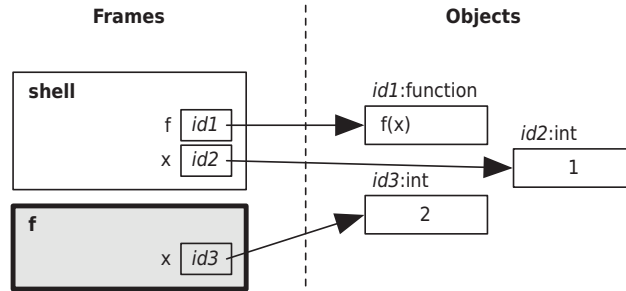 Frames
Objects
shell
f id1
x id2
id1:function
f(x)
id2:int
1
id3:int
2
f
x id3